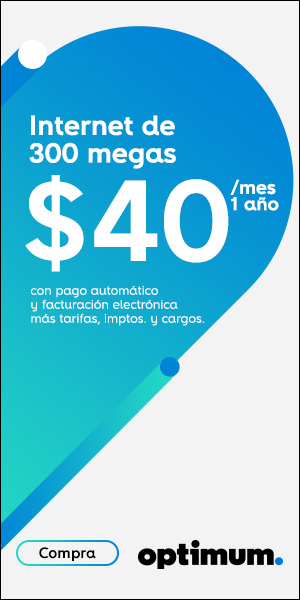 Internet de
300 megas
$40/mes
1 año
con pago automático
y facturación electrónica
más tarifas, imptos. y cargos.
Compra
optimum.